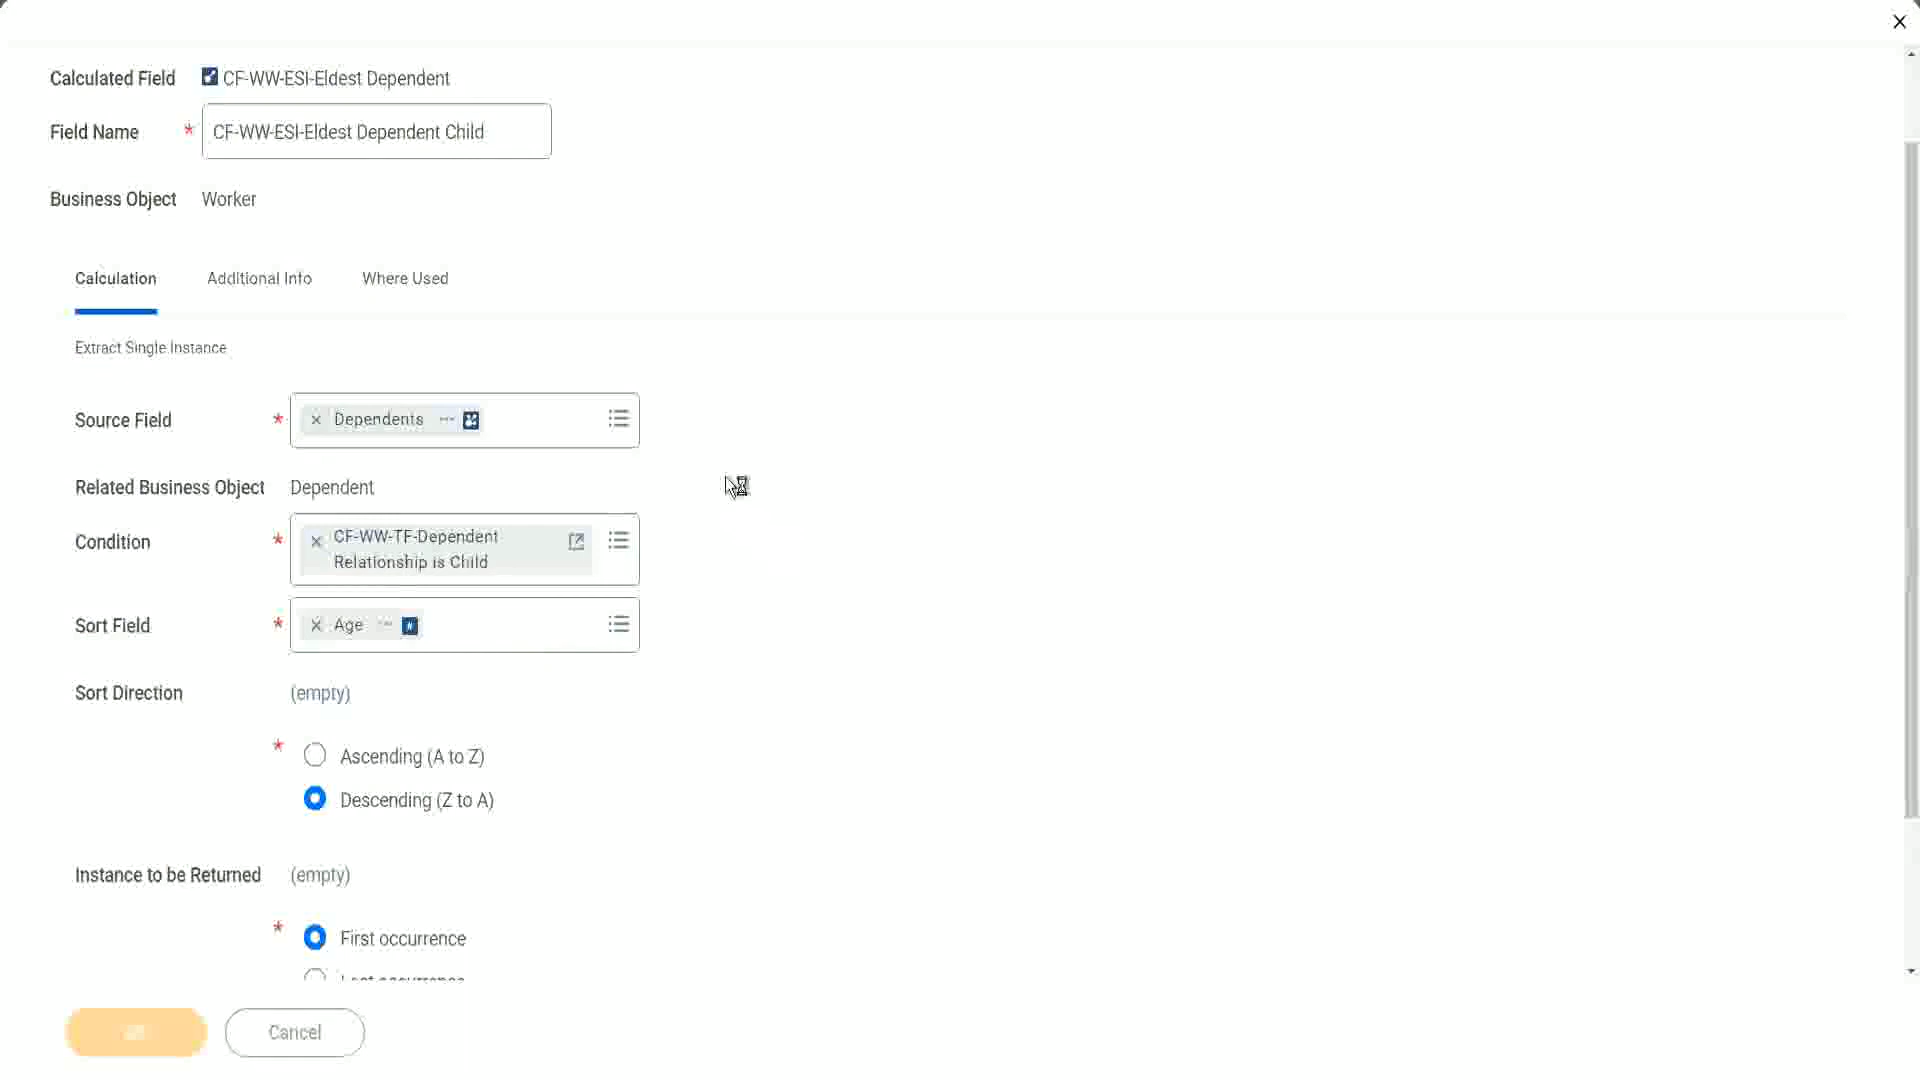 Calculated Field CF-WW-ESI-Eldest Dependent
Field Name * CF-WW-ESI-Eldest Dependent Child
Business Object Worker
Calculation Additional Info Where Used
Extract Single Instance
Source Field * Dependents
Related Business Object Dependent
Condition * CF-WW-TF-Dependent
Relationship is Child
Sort Field * Age #
Sort Direction (empty)
* Ascending (A to Z)
Descending (Z to A)
Instance to be Returned (empty)
* First occurrence
Last occurrence
Cancel